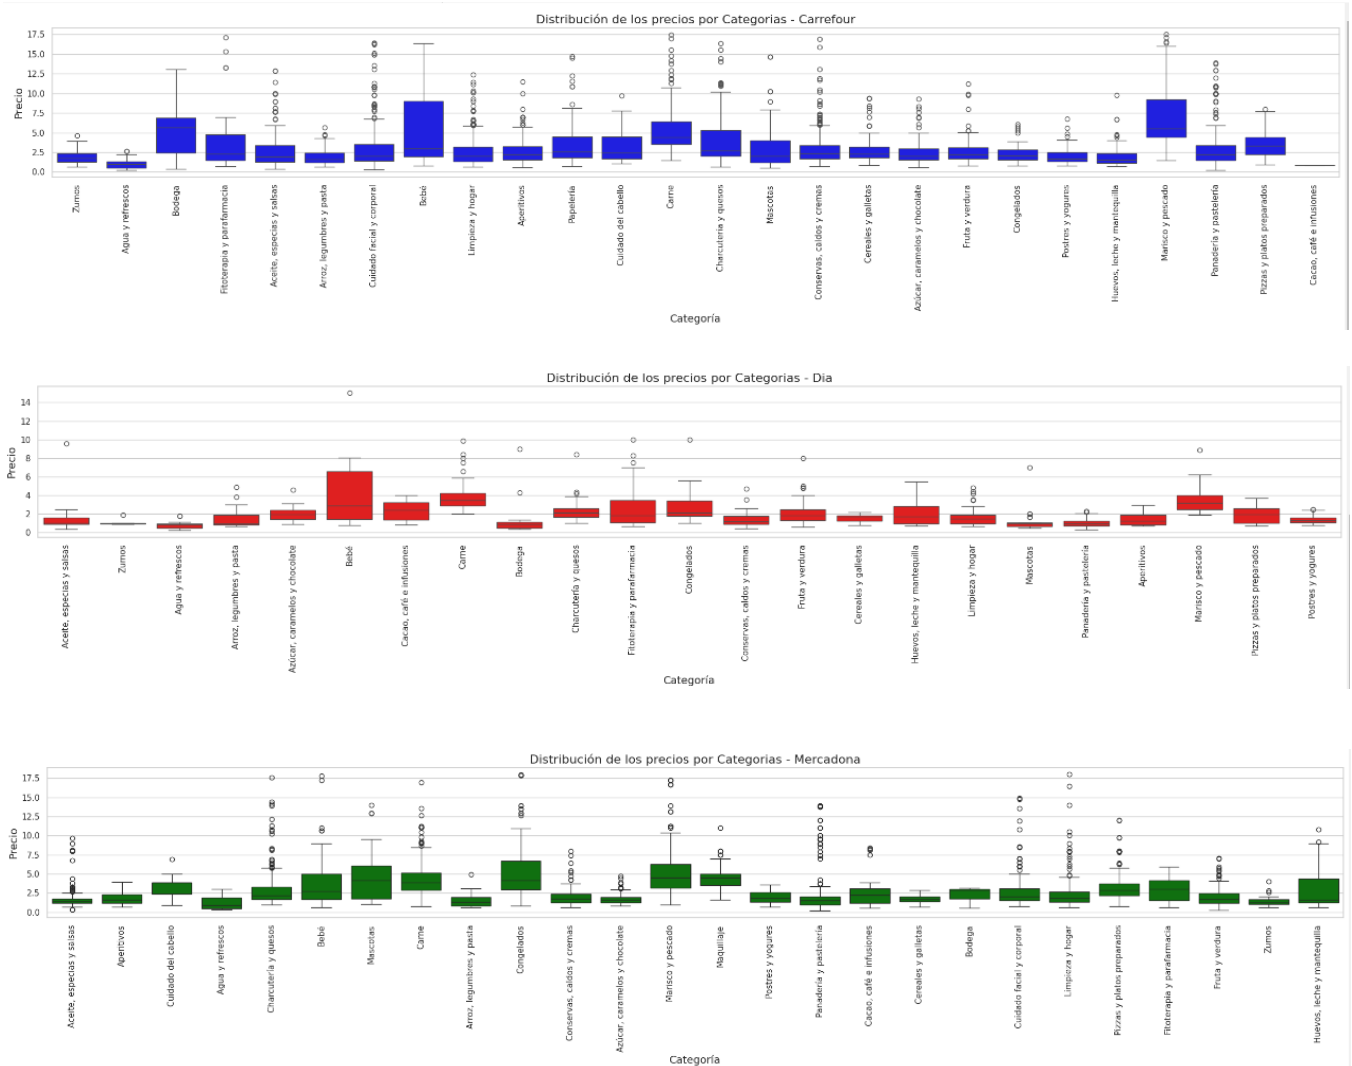 Distribución de los precios por Categorias - Carrefour
Precio
17.5
15.0
12.5
10.0
7.5
5.0
2.5
0.0
Zumos
Agua y refrescos
Bodega
Fitoterapia y parafarmacia
Aceite, especias y salsas
Arroz, legumbres y pasta
Cuidado facial y corporal
Bebé
Limpieza y hogar
Aperitivos
Papelería
Cuidado del cabello
Carne
Charcutería y quesos
Mascotas
Conservas, caldos y cremas
Cereales y galletas
Azúcar, caramelos y chocolate
Fruta y verdura
Congelados
Postres y yogures
Huevos, leche y mantequilla
Marisco y pescado
Panadería y pastelería
Pizzas y platos preparados
Cacao, café e infusiones
Categoría
Distribución de los precios por Categorias - Dia
Precio
14
12
10
8
6
4
2
0
Aceite, especias y salsas
Zumos
Agua y refrescos
Arroz, legumbres y pasta
Azúcar, caramelos y chocolate
Bebé
Cacao, café e infusiones
Carne
Bodega
Charcutería y quesos
Fitoterapia y parafarmacia
Congelados
Conservas, caldos y cremas
Fruta y verdura
Cereales y galletas
Huevos, leche y mantequilla
Limpieza y hogar
Mascotas
Panadería y pastelería
Aperitivos
Marisco y pescado
Pizzas y platos preparados
Postres y yogures
Categoría
Distribución de los precios por Categorias - Mercadona
Precio
17.5
15.0
12.5
10.0
7.5
5.0
2.5
0.0
Aceite, especias y salsas
Aperitivos
Cuidado del cabello
Agua y refrescos
Charcutería y quesos
Bebé
Mascotas
Carne
Arroz, legumbres y pasta
Congelados
Conservas, caldos y cremas
Azúcar, caramelos y chocolate
Marisco y pescado
Maquillaje
Postres y yogures
Panadería y pastelería
Cacao, café e infusiones
Cereales y galletas
Bodega
Cuidado facial y corporal
Limpieza y hogar
Pizzas y platos preparados
Fitoterapia y parafarmacia
Fruta y verdura
Zumos
Huevos, leche y mantequilla
Categoría